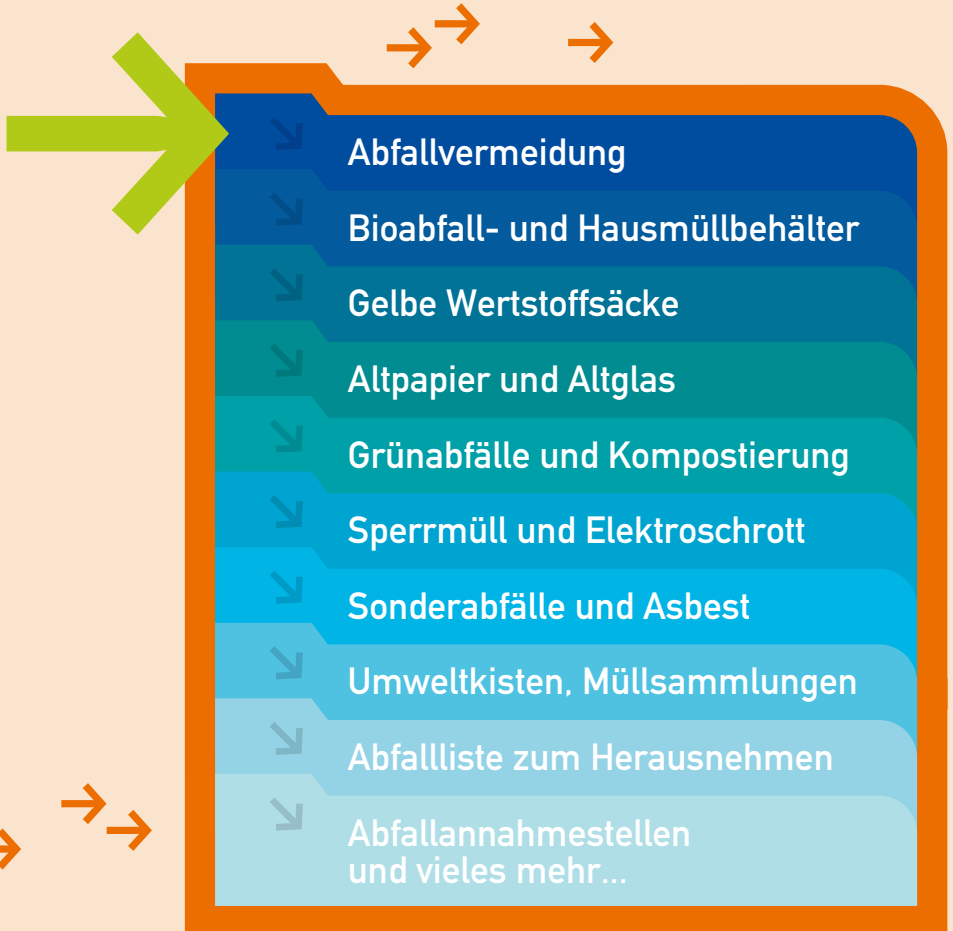 Abfallvermeidung
Bioabfall- und Hausmüllbehälter
Gelbe Wertstoffsäcke
Altpapier und Altglas
Grünabfälle und Kompostierung
Sperrmüll und Elektroschrott
Sonderabfälle und Asbest
Umweltkisten, Müllsammlungen
Abfallliste zum Herausnehmen
Abfallannahmestellen
und vieles mehr...